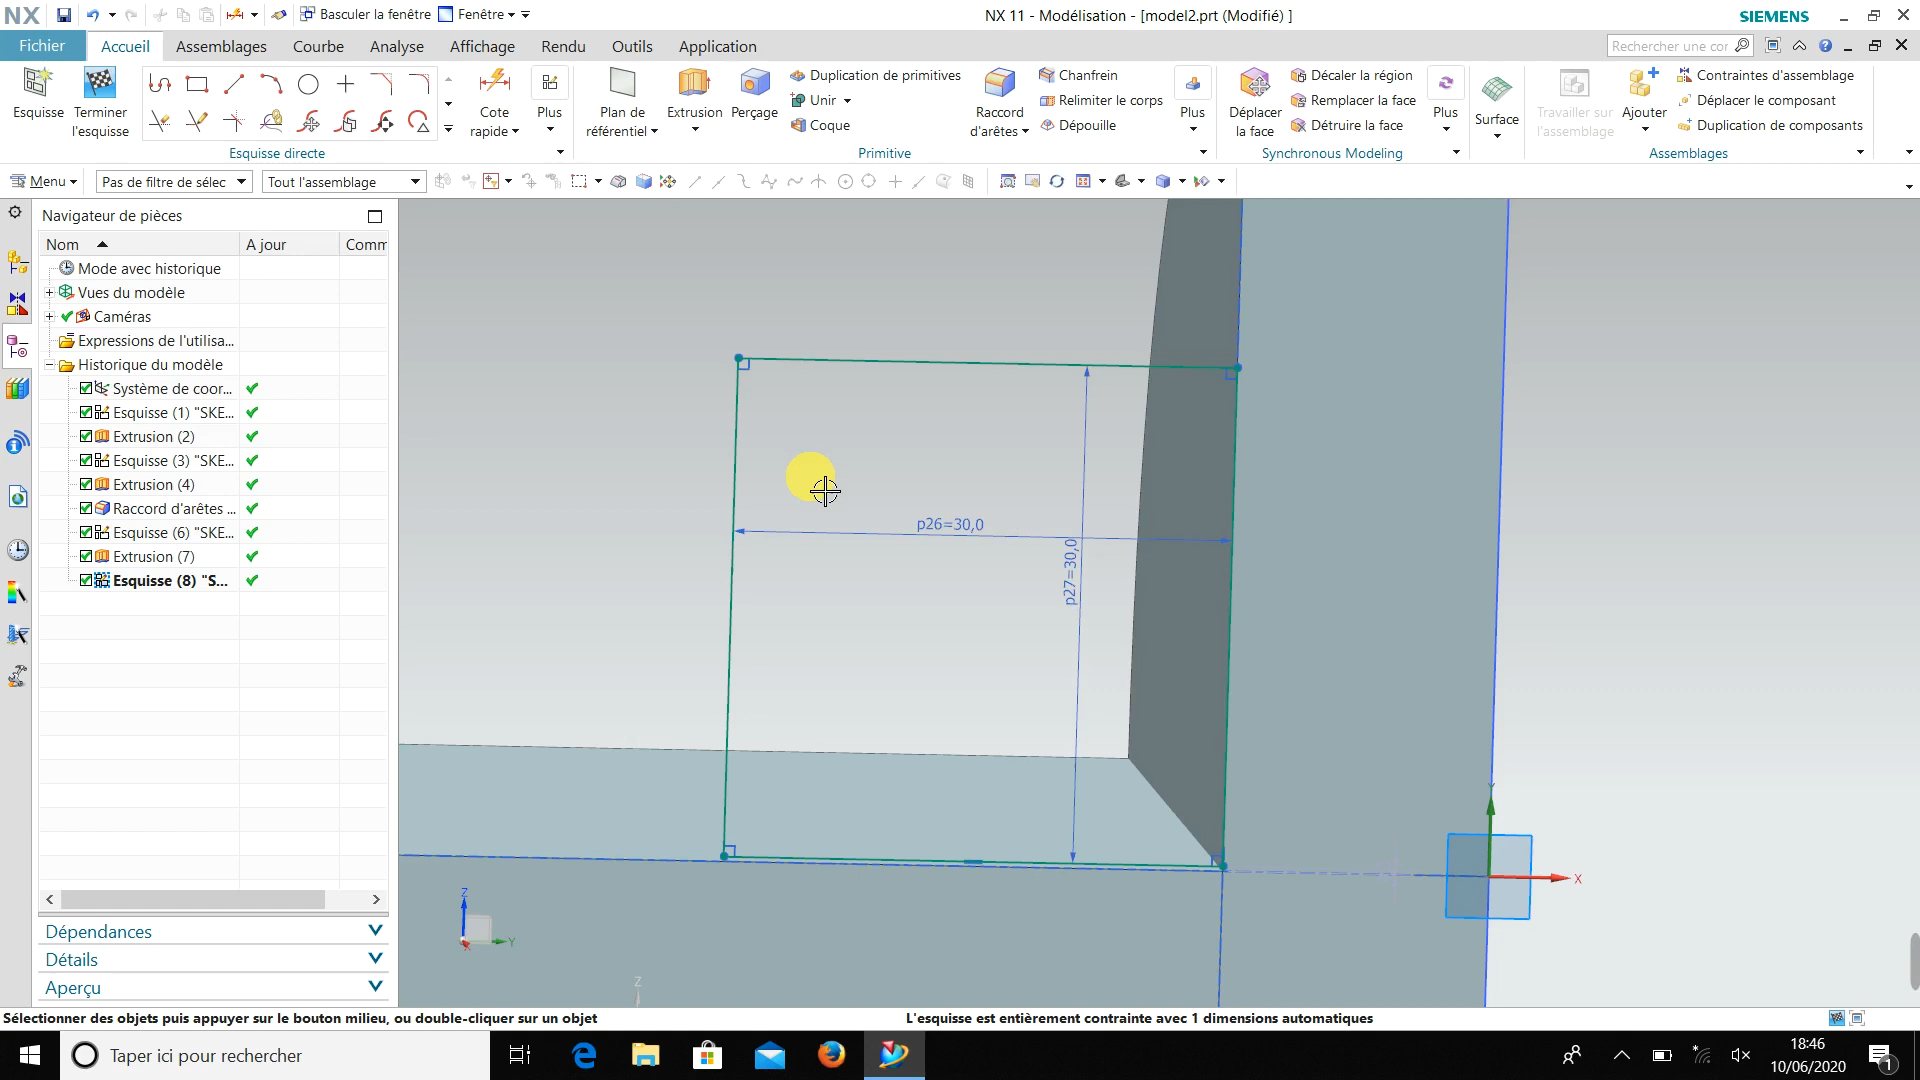 NX
Basculer la fenêtre
Fenêtre
NX 11 - Modélisation - [model2.prt (Modifié) ]
SIEMENS
Fichier
Accueil
Assemblages
Courbe
Analyse
Affichage
Rendu
Outils
Application
Rechercher une cor
Esquisse
Terminer
l'esquisse
Cote
rapide
Plus
Esquisse directe
Plan de
référentiel
Extrusion
Perçage
Duplication de primitives
Unir
Coque
Raccord
d'arêtes
Chanfrein
Relimiter le corps
Dépouille
Plus
Primitive
Déplacer
la face
Décaler la région
Remplacer la face
Détruire la face
Plus
Synchronous Modeling
Surface
Travailler sur
l'assemblage
Ajouter
Contraintes d'assemblage
Déplacer le composant
Duplication de composants
Assemblages
Menu
Pas de filtre de sélec
Tout l'assemblage
Navigateur de pièces
Nom
A jour
Comm
Mode avec historique
Vues du modèle
Caméras
Expressions de l'utilisa...
Historique du modèle
Système de coor...
Esquisse (1) "SKE...
Extrusion (2)
Esquisse (3) "SKE...
Extrusion (4)
Raccord d'arêtes ...
Esquisse (6) "SKE...
Extrusion (7)
Esquisse (8) "S...
Dépendances
Détails
Aperçu
p26=30,0
p27=30,0
Y
X
Z
Y
X
Z
Sélectionner des objets puis appuyer sur le bouton milieu, ou double-cliquer sur un objet
L'esquisse est entièrement contrainte avec 1 dimensions automatiques
Taper ici pour rechercher
18:46
10/06/2020
1